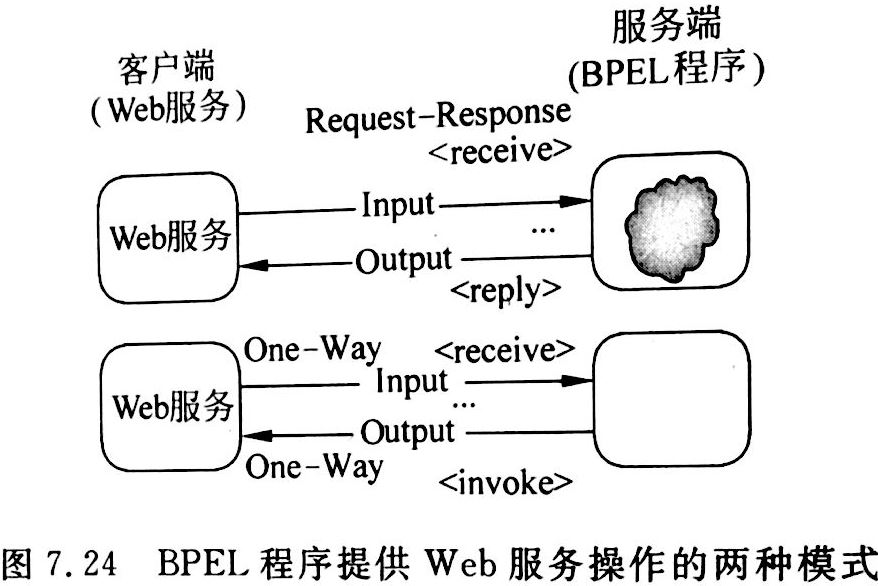 客户端
(Web服务)
服务端
(BPEL程序)
Request-Response
<receive>
Web服务
Input
...
Output
<reply>
One-Way
<receive>
Web服务
Input
...
Output
One-Way
<invoke>
图 7.24 BPEL 程序提供 Web 服务操作的两种模式